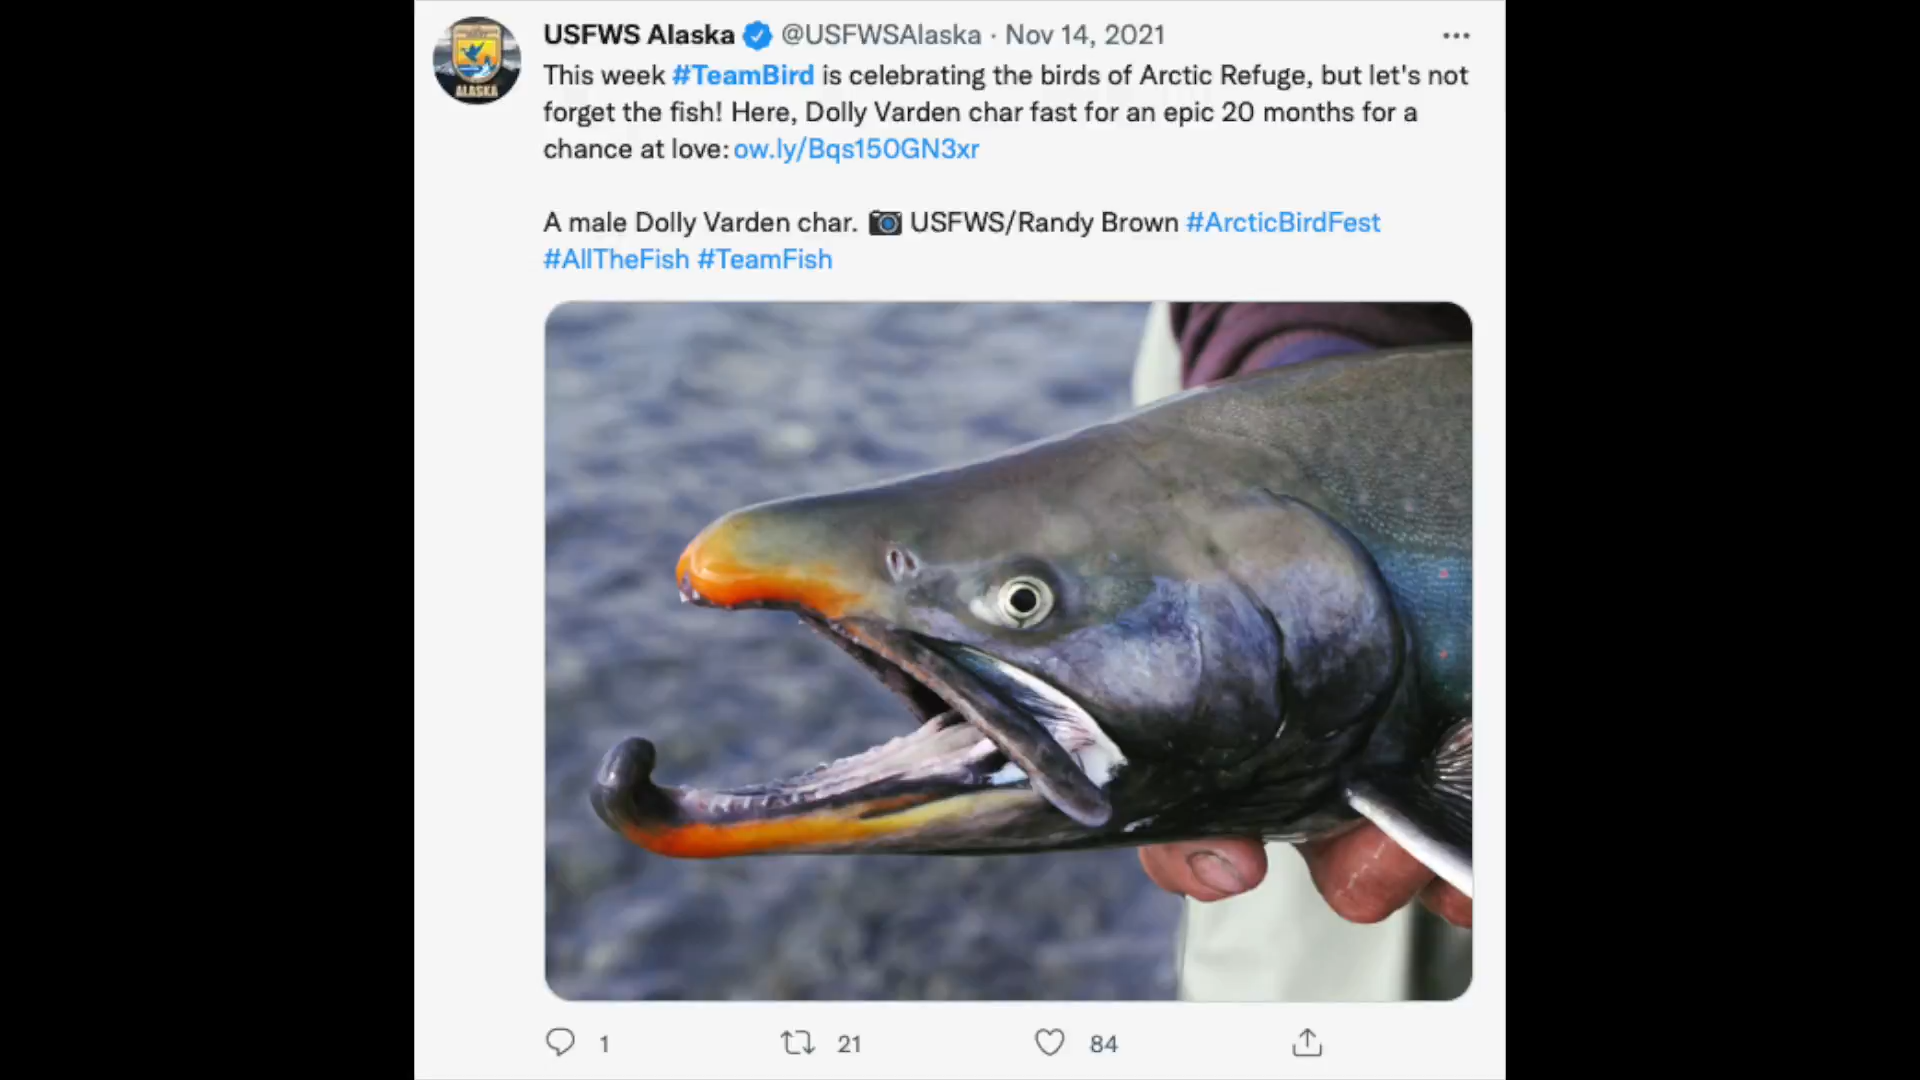 USFWS Alaska @USFWSAlaska · Nov 14, 2021
This week #TeamBird is celebrating the birds of Arctic Refuge, but let's not
forget the fish! Here, Dolly Varden char fast for an epic 20 months for a
chance at love: ow.ly/Bqs150GN3xr
A male Dolly Varden char. 📷 USFWS/Randy Brown #ArcticBirdFest
#AllTheFish #TeamFish
ALASKA
1 21 84